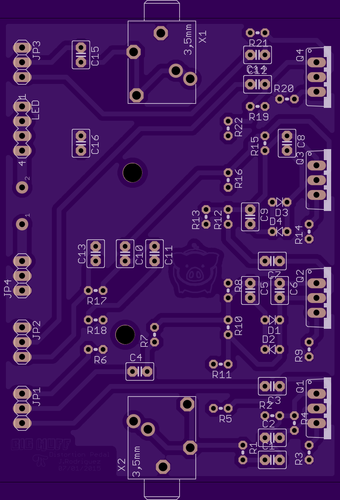 JP3
C15
3,5mm
X1
R21
C14
Q4
R20
1
LED
R19
R22
C16
R15
C8
4
Q3
2
R16
1
R13
R12
C9
D3
D4
R14
C13
C10
C11
JP4
C7
Q2
R17
R8
C5
C6
R18
R10
D1
JP2
R7
D2
R9
R6
C4
R11
Q1
JP1
C3
R5
R2
R4
C2
X2
3,5mm
R1
C1
R3